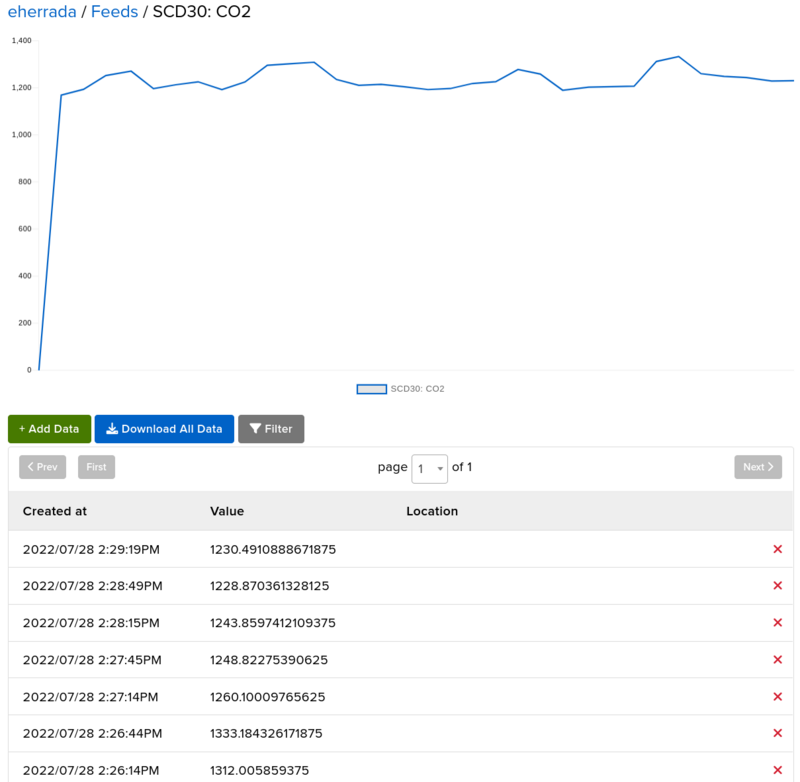 eherrada / Feeds / SCD30: CO2
1,400
1,200
1,000
800
600
400
200
0
SCD30: CO2
+ Add Data Download All Data Filter
Prev First page 1 of 1 Next
Created at Value Location
2022/07/28 2:29:19PM 1230.4910888671875
2022/07/28 2:28:49PM 1228.870361328125
2022/07/28 2:28:15PM 1243.8597412109375
2022/07/28 2:27:45PM 1248.82275390625
2022/07/28 2:27:14PM 1260.10009765625
2022/07/28 2:26:44PM 1333.184326171875
2022/07/28 2:26:14PM 1312.005859375